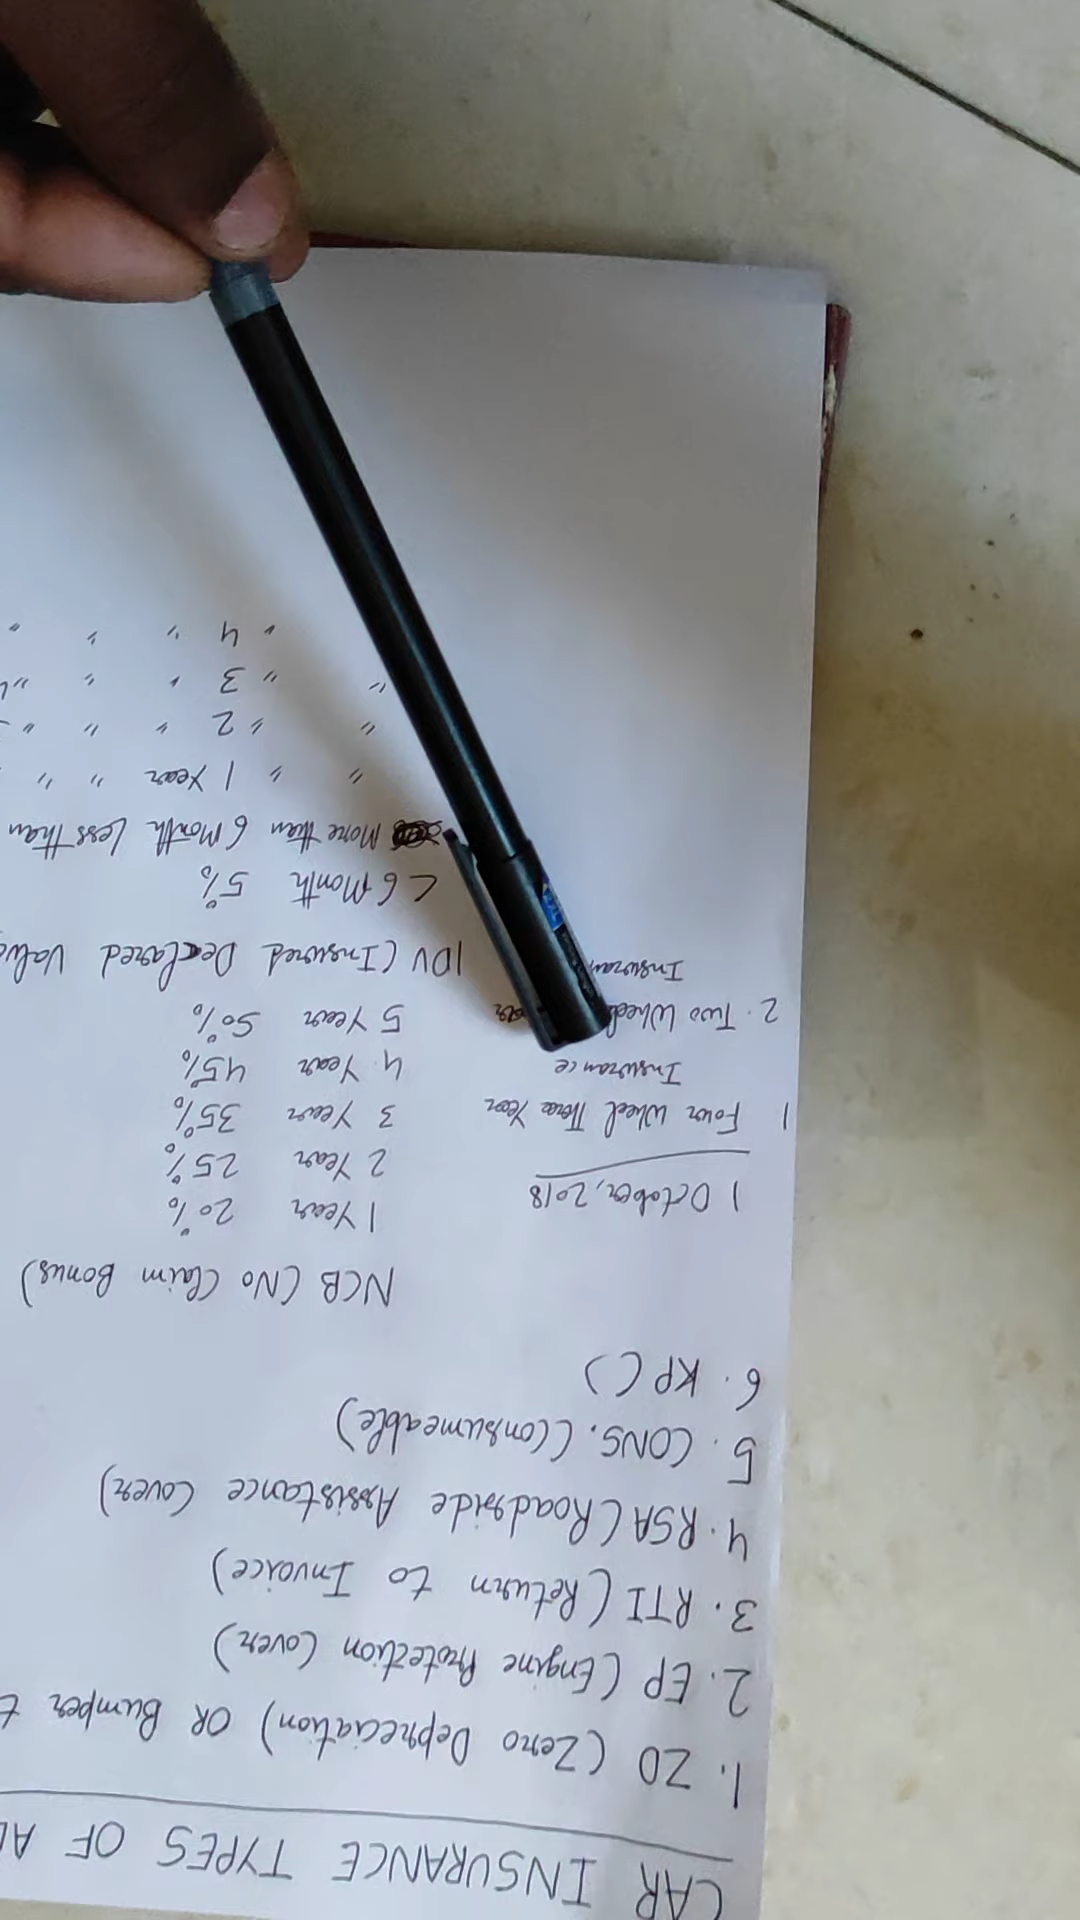 CAR INSURANCE TYPES OF
1. ZD (Zero Depreciation) OR Bumper
2. EP (Engine Protection Cover)
3. RTI (Return to Invoice)
4. RSA (Roadside Assistance Cover)
5. CONS. (Consumeable)
6. KP ( )
NCB (No Claim Bonus)
1 Year 20%
2 Year 25%
3 Year 35%
4 Year 45%
5 Year 50%
1 October, 2018
1 Four Wheel Three Year
Insurance
2. Two Wheel
IDV (Insured Declared
< 6 Month 5%
More then 6 Month Less than
" " 1 Year " "
" " 2 " " "
" " 3 " "
" 4 " " "